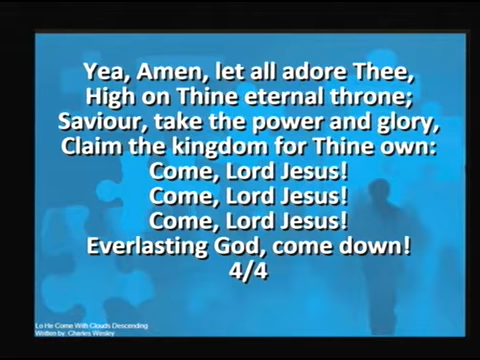 Yea, Amen, let all adore Thee,
High on Thine eternal throne;
Saviour, take the power and glory,
Claim the kingdom for Thine own:
Come, Lord Jesus!
Come, Lord Jesus!
Come, Lord Jesus!
Everlasting God, come down!
4/4
Lo He Come With Clouds Descending
Written by: Charles Wesley